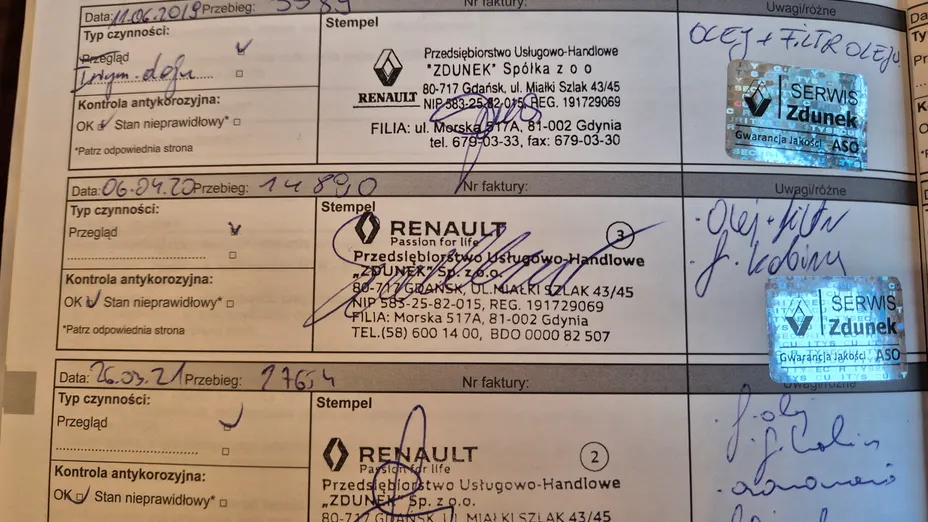 Data: 11.06.2019 Przebieg: Nr faktury: Uwagi/różne
Typ czynności:
Przegląd
Kontrola antykorozyjna:
OK Stan nieprawidłowy*
*Patrz odpowiednia strona
Stempel
RENAULT
Przedsiębiorstwo Usługowo-Handlowe
"ZDUNEK" Spółka z o o
80-717 Gdańsk, ul. Miałki Szlak 43/45
NIP 583-25-82-015, REG. 191729069
FILIA: ul. Morska 517A, 81-002 Gdynia
tel. 679-03-33, fax: 679-03-30
OLEJ + FILTR OLEJU
SERWIS
Zdunek
Gwarancja Jakości ASO
Data: 06.04.20 Przebieg: 1489,0 Nr faktury: Uwagi/różne
Typ czynności:
Przegląd
Kontrola antykorozyjna:
OK Stan nieprawidłowy*
*Patrz odpowiednia strona
Stempel
RENAULT
Passion for life
3
Przedsiębiorstwo Usługowo-Handlowe
„ZDUNEK" Sp. z o.o.
80-717 GDAŃSK, UL.MIAŁKI SZLAK 43/45
NIP 583-25-82-015, REG. 191729069
FILIA: Morska 517A, 81-002 Gdynia
TEL.(58) 600 14 00, BDO 0000 82 507
· Olej + filtr
· f. kabiny
SERWIS
Zdunek
Gwarancja Jakości ASO
Data: 26.03.21 Przebieg: Nr faktury: Uwagi/różne
Typ czynności:
Przegląd
Kontrola antykorozyjna:
OK Stan nieprawidłowy*
Stempel
RENAULT
Passion for life
2
Przedsiębiorstwo Usługowo-Handlowe
„ZDUNEK" Sp. z o.o.
80-717 GDAŃSK, UL. MIAŁKI SZLAK 43/45